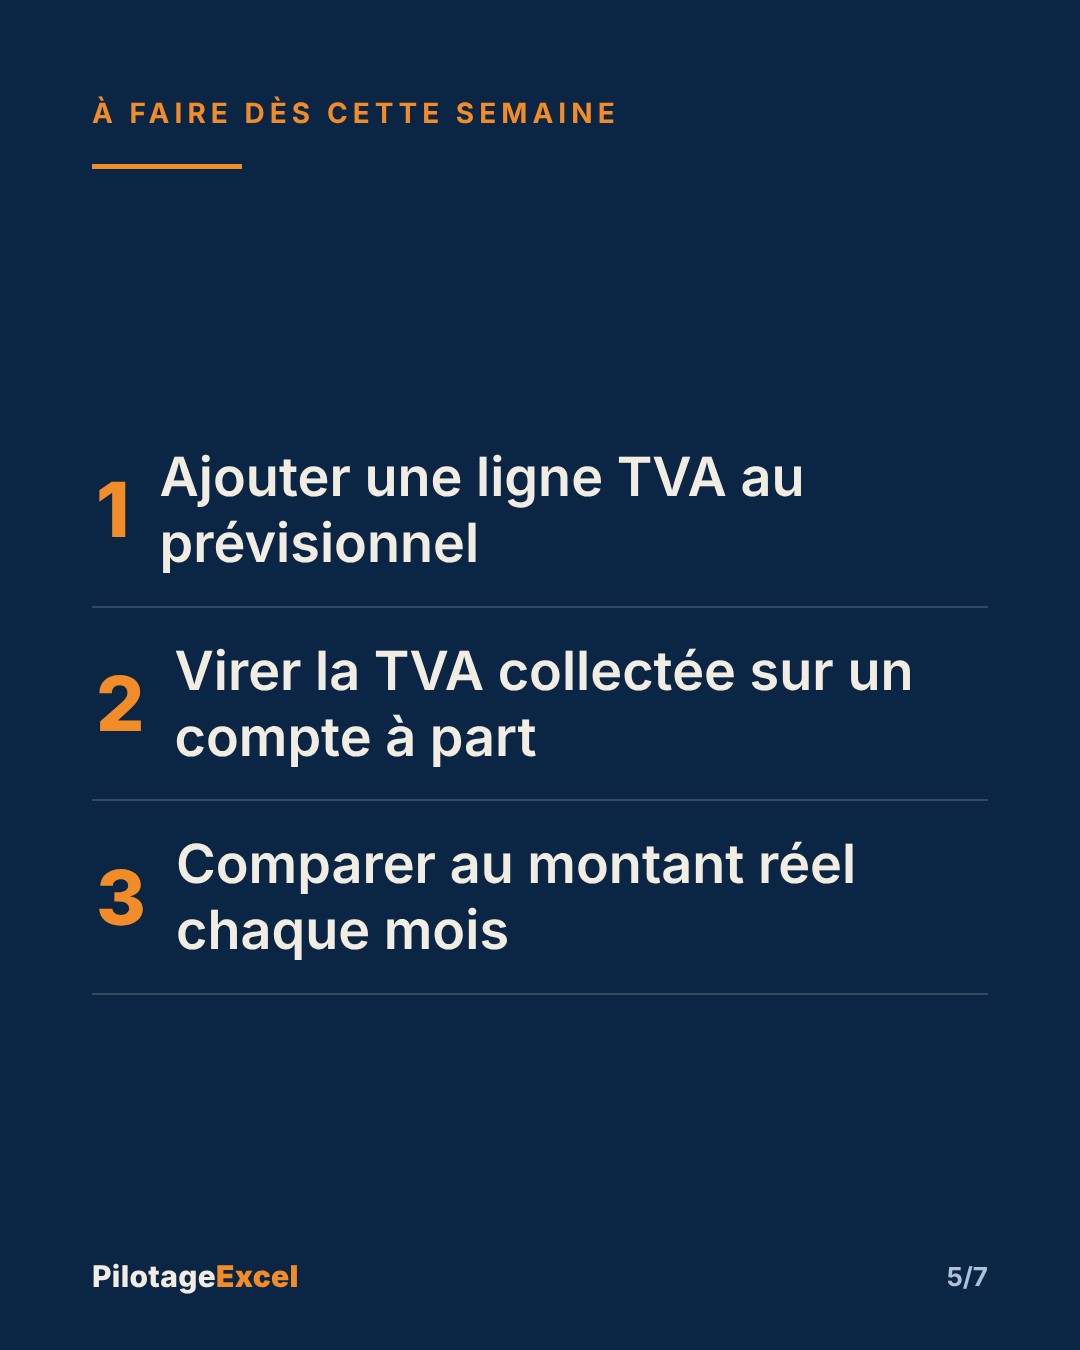 À FAIRE DÈS CETTE SEMAINE
1 Ajouter une ligne TVA au
prévisionnel
2 Virer la TVA collectée sur un
compte à part
3 Comparer au montant réel
chaque mois
PilotageExcel
5/7